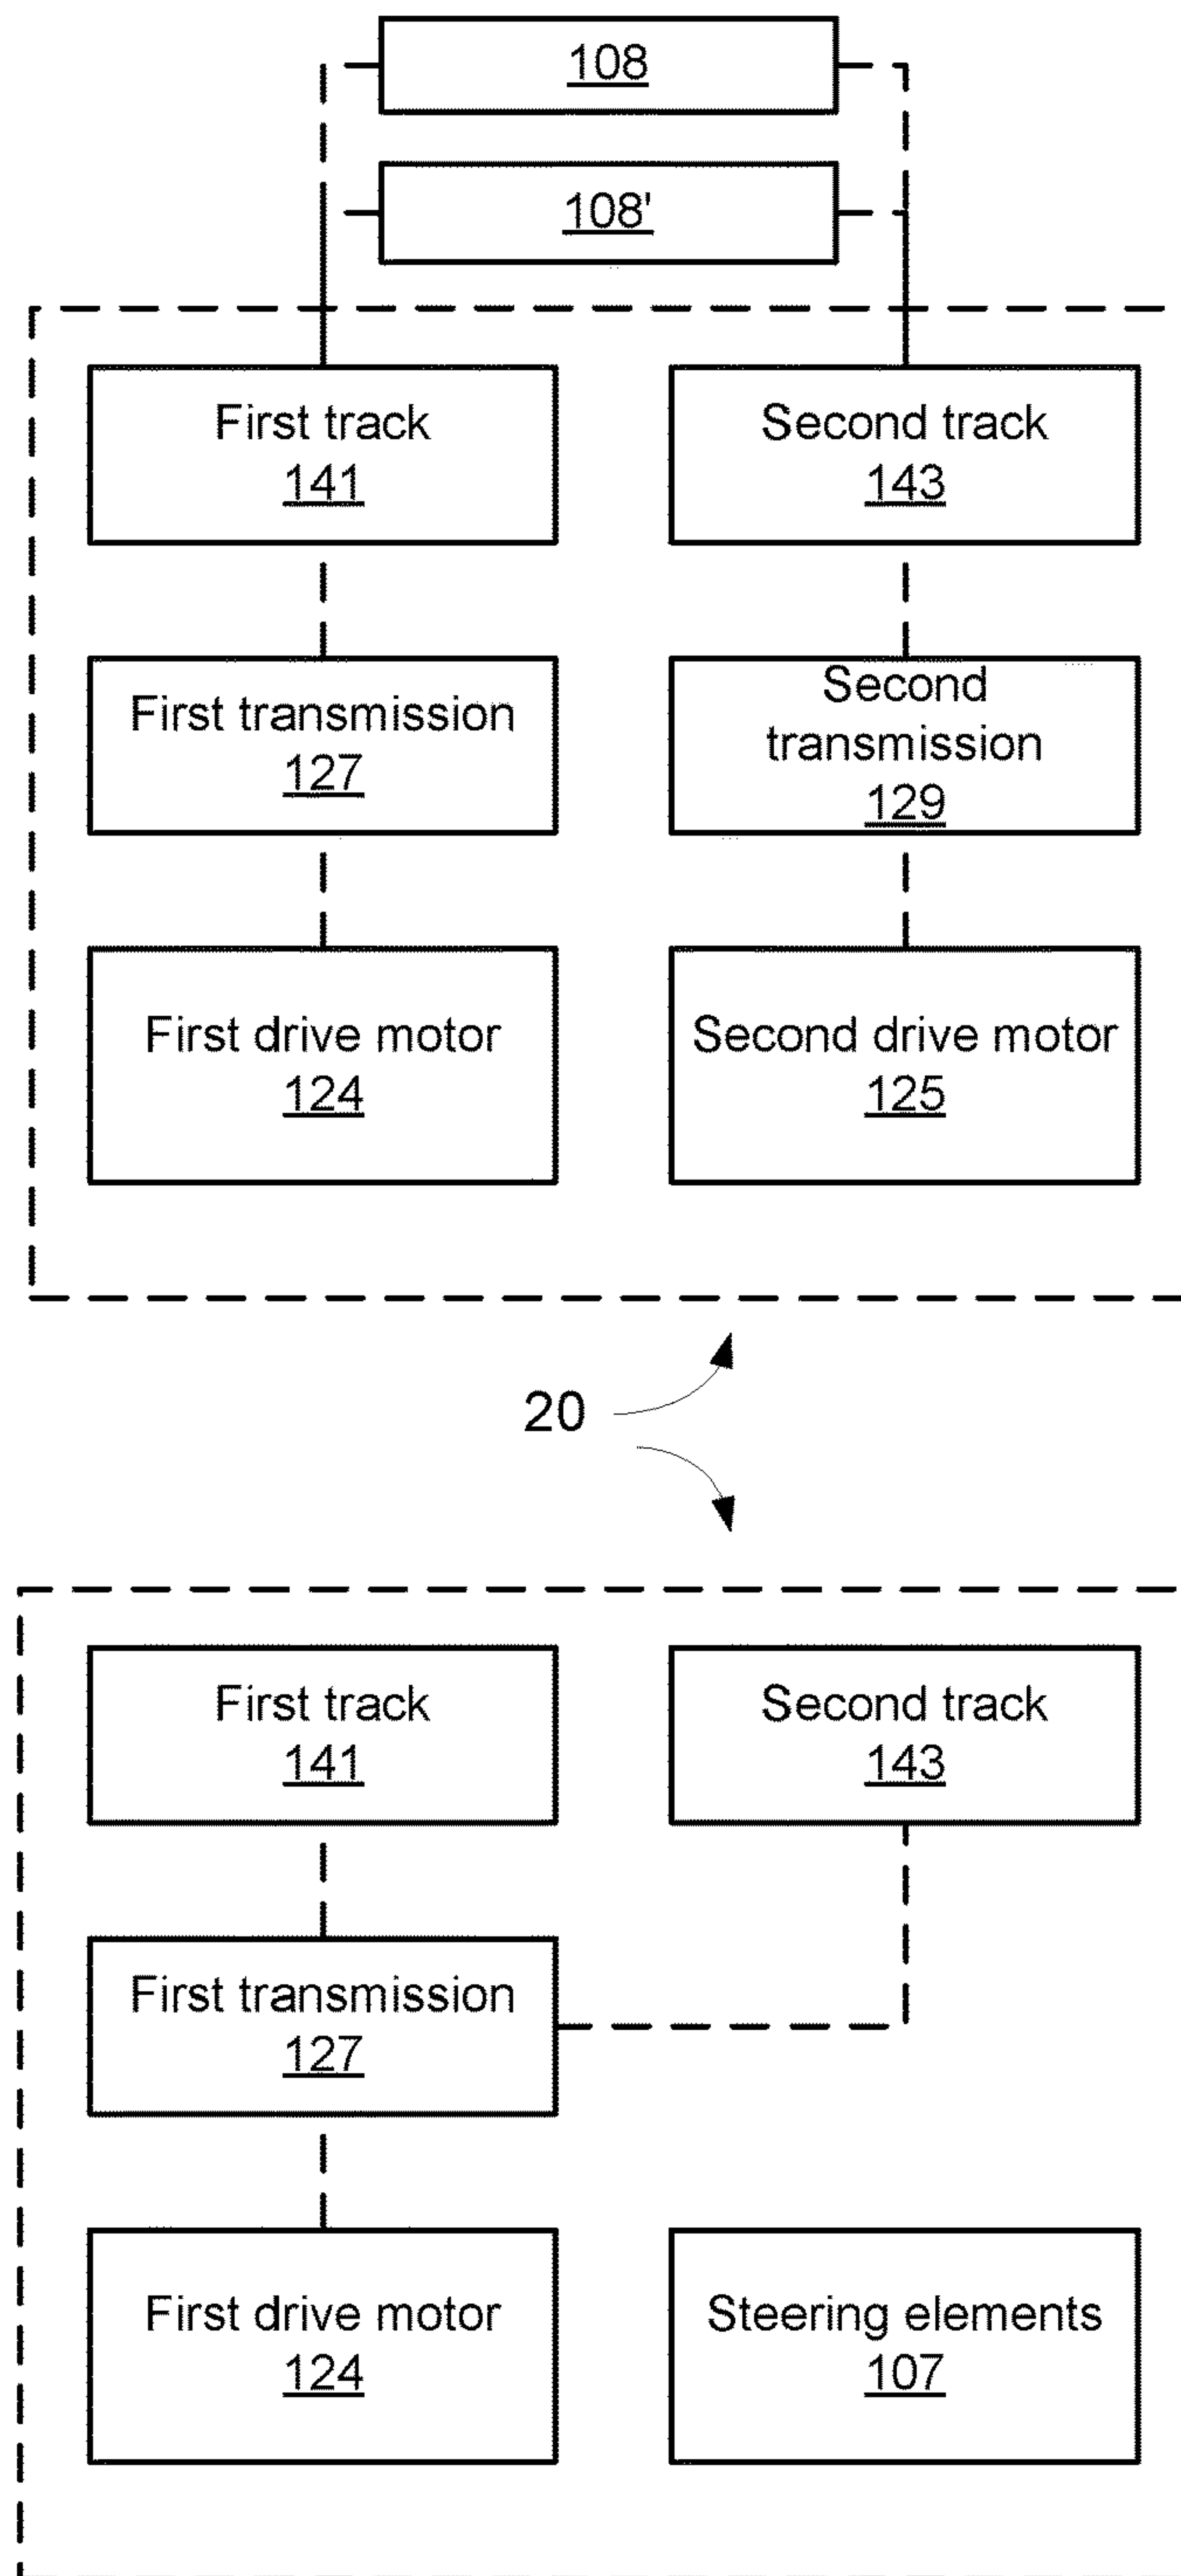 108
108'
First track
141
Second track
143
First transmission
127
Second
transmission
129
First drive motor
124
Second drive motor
125
20
First track
141
Second track
143
First transmission
127
First drive motor
124
Steering elements
107